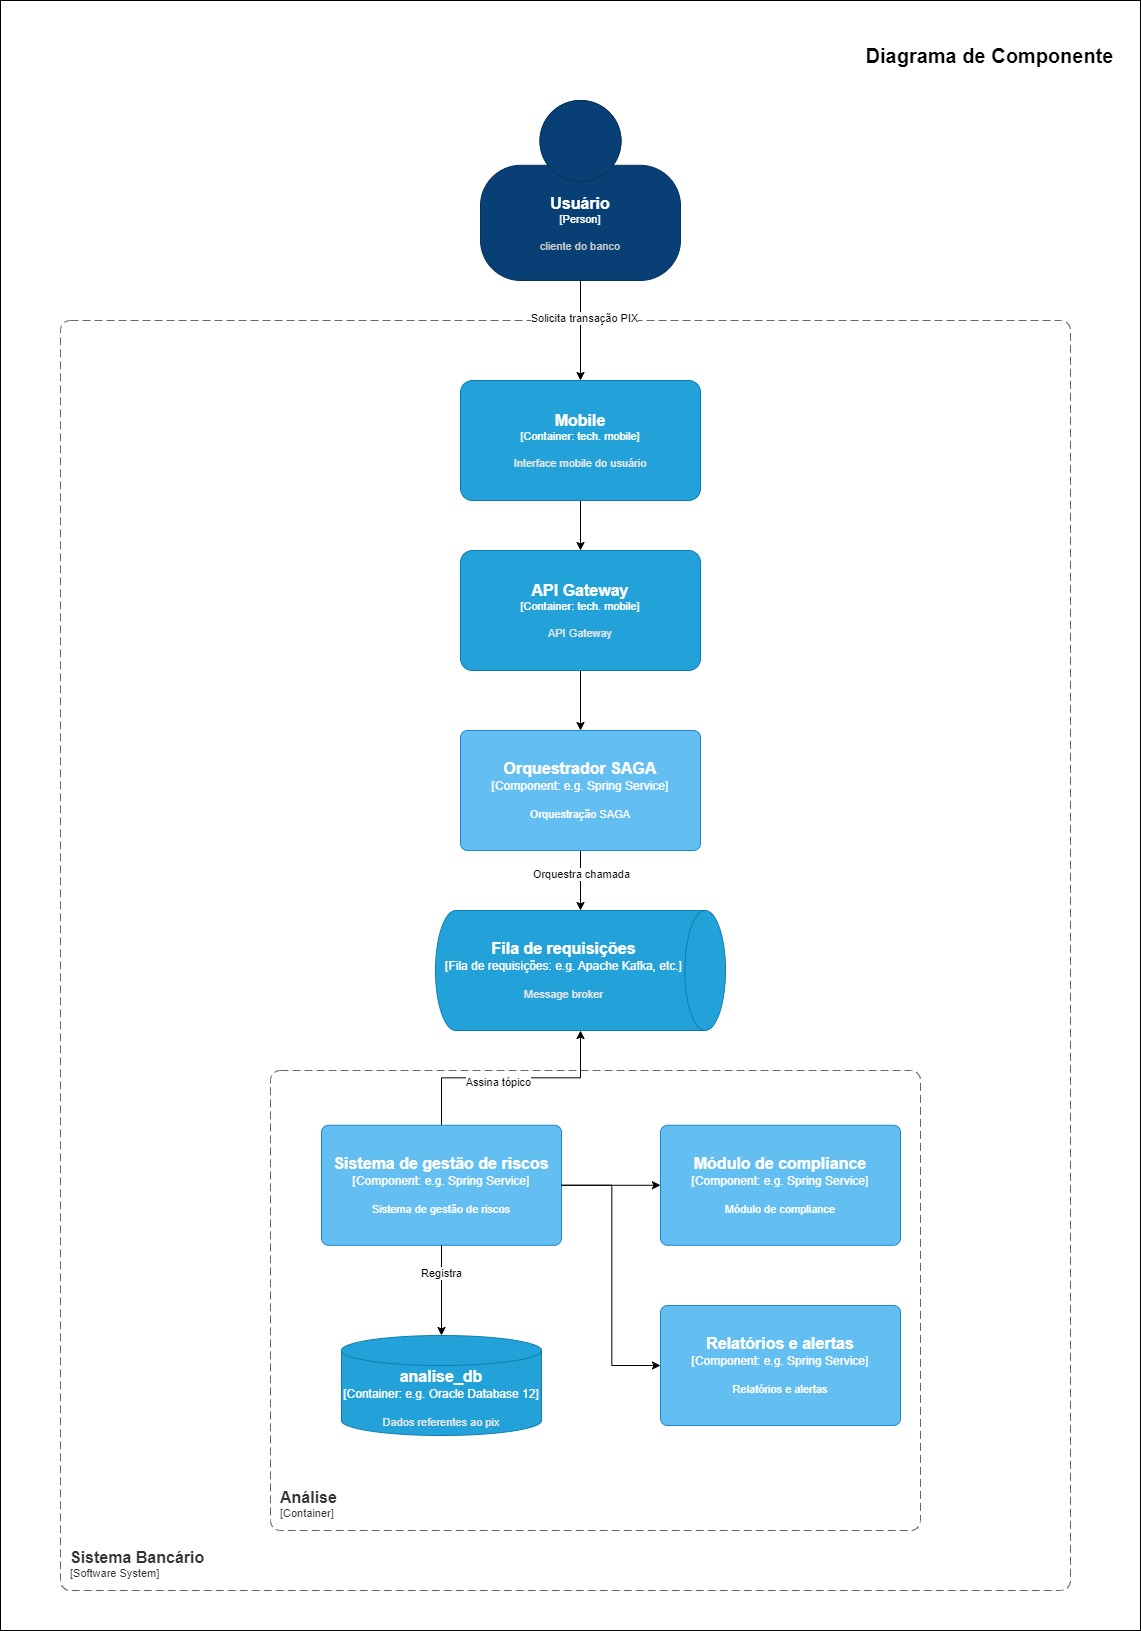 Diagrama de Componente
Usuário
[Person]
cliente do banco
Solicita transação PIX
Mobile
[Container: tech. mobile]
Interface mobile do usuário
API Gateway
[Container: tech. mobile]
API Gateway
Orquestrador SAGA
[Component: e.g. Spring Service]
Orquestração SAGA
Orquestra chamada
Fila de requisições
[Fila de requisições: e.g. Apache Kafka, etc.]
Message broker
Assina tópico
Sistema de gestão de riscos
[Component: e.g. Spring Service]
Sistema de gestão de riscos
Módulo de compliance
[Component: e.g. Spring Service]
Módulo de compliance
Registra
analise_db
[Container: e.g. Oracle Database 12]
Dados referentes ao pix
Relatórios e alertas
[Component: e.g. Spring Service]
Relatórios e alertas
Análise
[Container]
Sistema Bancário
[Software System]